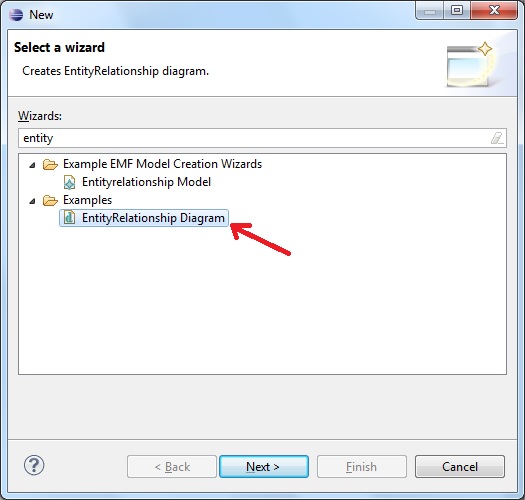 New
Select a wizard
Creates EntityRelationship diagram.
Wizards:
entity
Example EMF Model Creation Wizards
Entityrelationship Model
Examples
EntityRelationship Diagram
? < Back Next > Finish Cancel